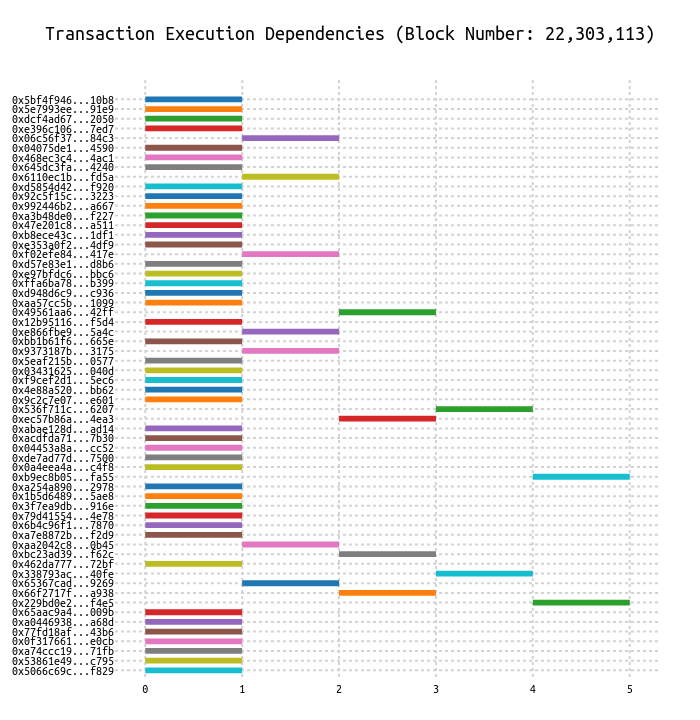 Transaction Execution Dependencies (Block Number: 22,303,113)
0x5bf4f946...10b8
0x5e7993ee...91e9
0xdcf4ad67...2050
0xe396c106...7ed7
0x06c56f37...84c3
0x04075de1...4590
0x468ec3c4...4ac1
0x645dc3fa...4240
0x6110ec1b...fd5a
0xd5854d42...f920
0x92c5f15c...3223
0x992446b2...a667
0xa3b48de0...f227
0x47e201c8...a511
0xb8ece43c...1df1
0xe353a0f2...4df9
0xf02efe84...417e
0xd57e83e1...d8b6
0xe97bfdc6...bbc6
0xffa6ba78...b399
0xd948d6c9...c936
0xaa57cc5b...1099
0x49561aa6...42ff
0x12b95116...f5d4
0xe866fbe9...5a4c
0xbb1b61f6...665e
0x9373187b...3175
0x5eaf215b...0577
0x03431625...040d
0xf9cef2d1...5ec6
0x4e88a520...bb62
0x9c2c7e07...e601
0x536f711c...6207
0xec57b86a...4ea3
0xabae128d...ad14
0xacdfda71...7b30
0x04453a8a...cc52
0xde7ad77d...7500
0x0a4eea4a...c4f8
0xb9ec8b05...fa55
0xa254a890...2978
0x1b5d6489...5ae8
0x3f7ea9db...916e
0x79d41554...4e78
0x6b4c96f1...7870
0xa7e8872b...f2d9
0xaa2042c8...0b45
0xbc23ad39...f62c
0x462da777...72bf
0x338793ac...40fe
0x65367cad...9269
0x66f2717f...a938
0x229bd0e2...f4e5
0x65aac9a4...009b
0xa0446938...a68d
0x77fd18af...43b6
0x0f317661...e0cb
0xa74ccc19...71fb
0x53861e49...c795
0x5066c69c...f829
0 1 2 3 4 5